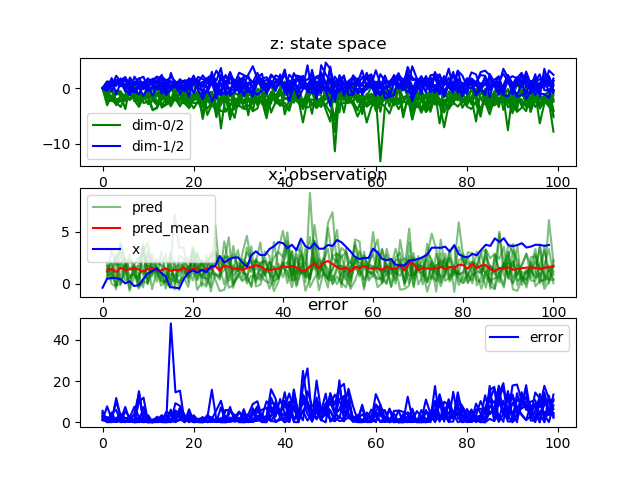 z: state space
0
−10
dim-0/2
dim-1/2
0 20 40 60 80 100
x: observation
5
0
pred
pred_mean
x
0 20 40 60 80 100
error
40
20
0
error
0 20 40 60 80 100